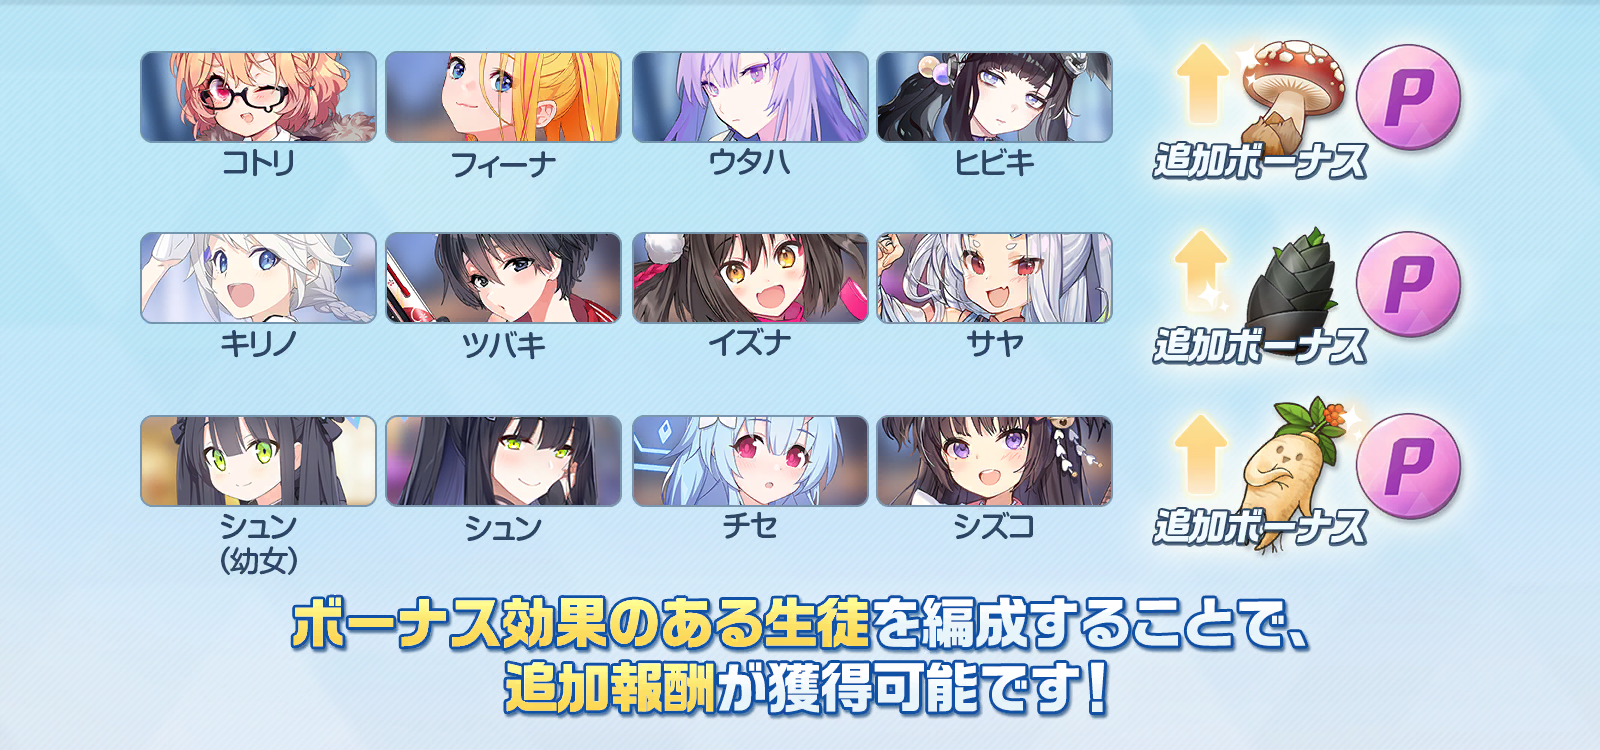 コトリ フィーナ ウタハ ヒビキ 追加ボーナス P
キリノ ツバキ イズナ サヤ 追加ボーナス P
シュン シュン チセ シズコ 追加ボーナス P
(幼女)
ボーナス効果のある生徒を編成することで、
追加報酬が獲得可能です！